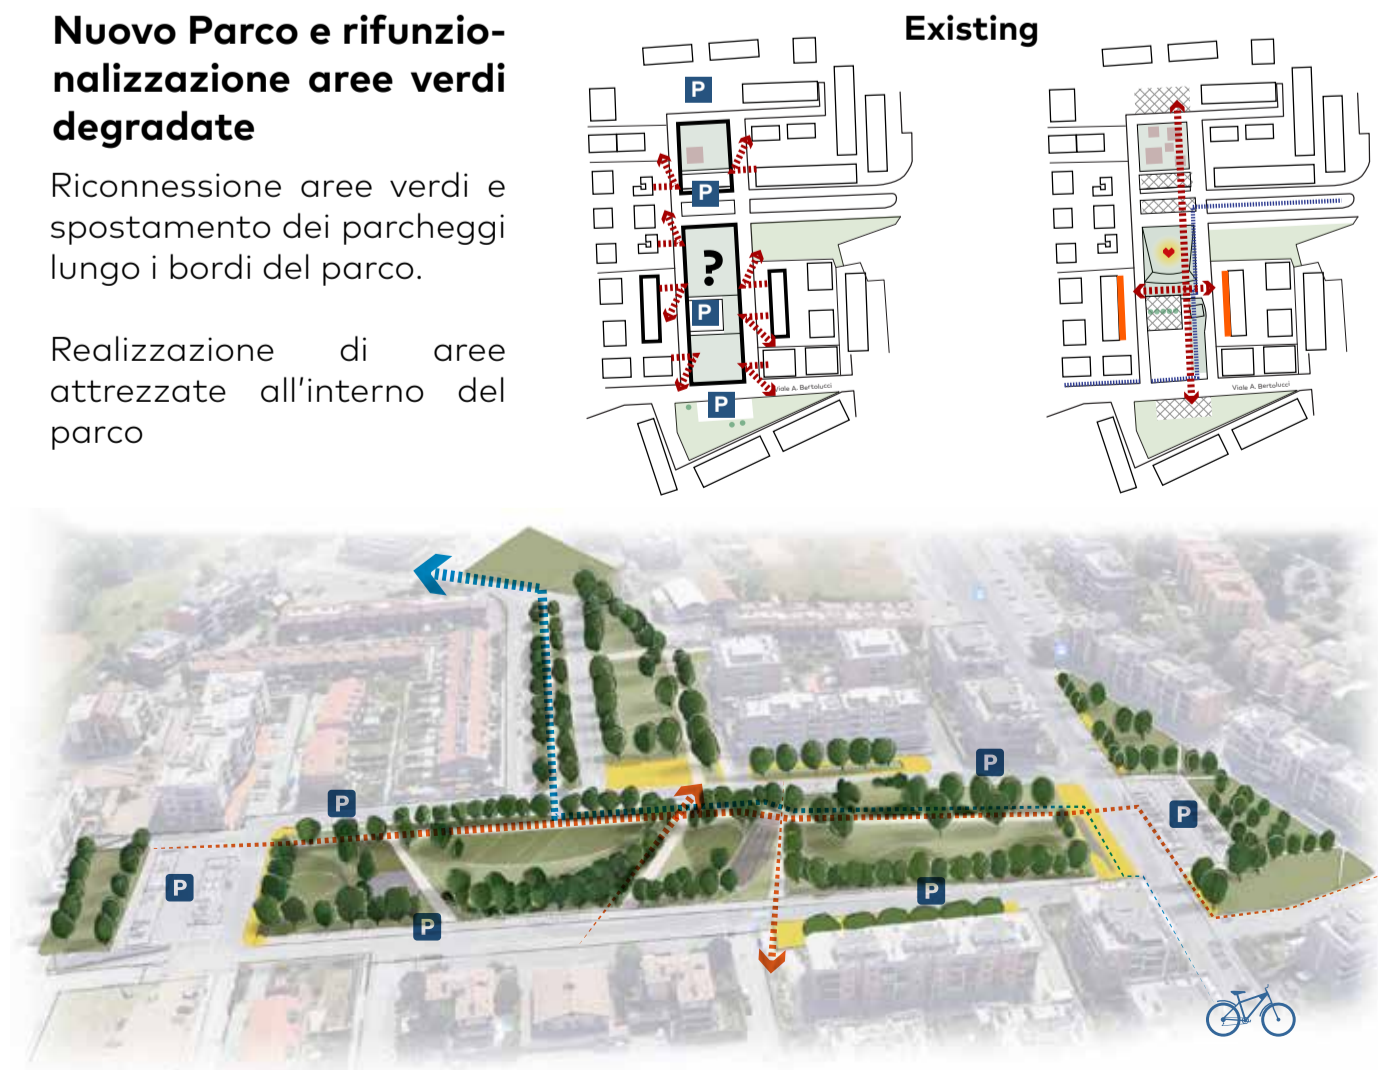 Nuovo Parco e rifunzio-
nalizzazione aree verdi
degradate
Riconnessione aree verdi e
spostamento dei parcheggi
lungo i bordi del parco.
Realizzazione di aree
attrezzate all'interno del
parco
Existing
P
P
?
P
Viale A. Bertolucci
P
Viale A. Bertolucci
P
P
P
P
P
P